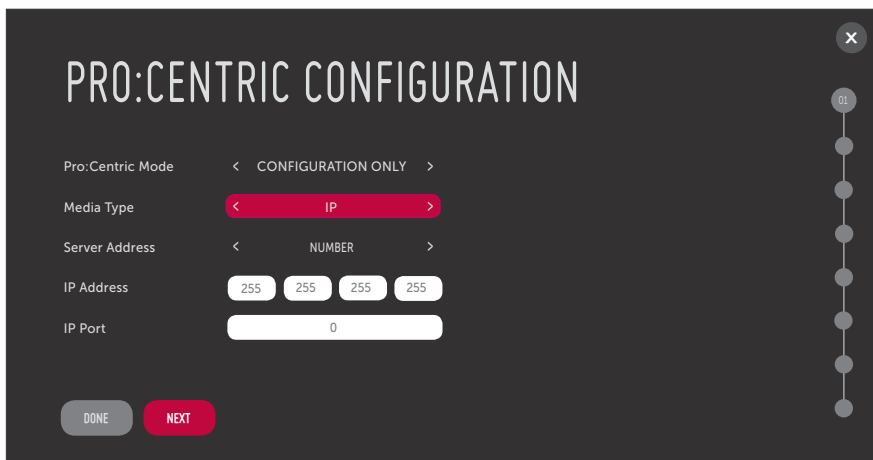 PRO:CENTRIC CONFIGURATION
01
Pro:Centric Mode < CONFIGURATION ONLY >
Media Type < IP >
Server Address < NUMBER >
IP Address 255 255 255 255
IP Port 0
DONE NEXT